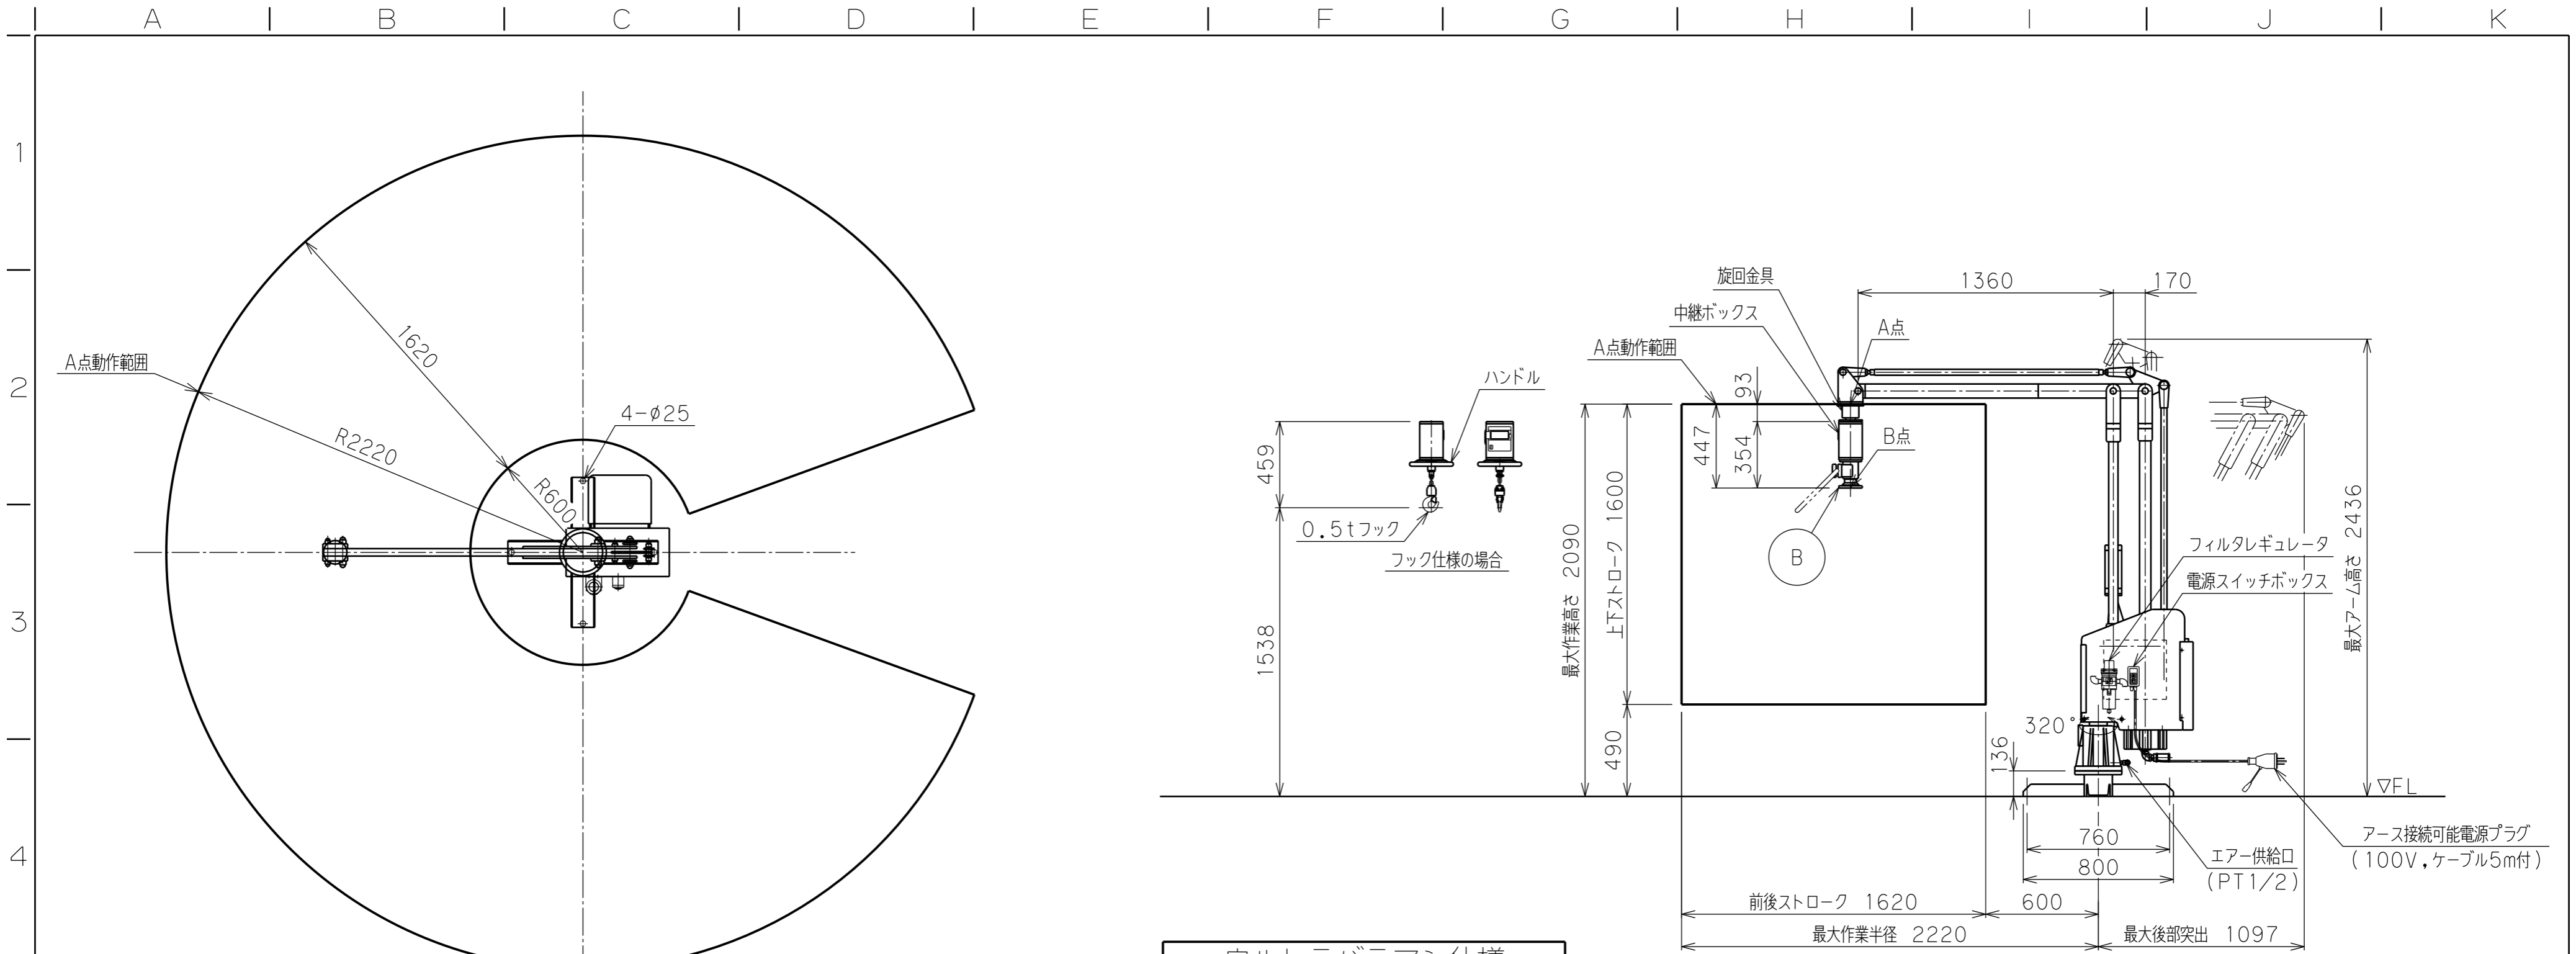 A B C D E F G H I J K
1
2
3
4
A点動作範囲
1620
R2220
R600
4-φ25
459
1538
ハンドル
0.5tフック
フック仕様の場合
旋回金具
中継ボックス
A点動作範囲
A点
B点
B
1360
170
93
447
354
最大作業高さ 2090
上下ストローク 1600
490
最大アーム高さ 2436
フィルタレギュレータ
電源スイッチボックス
320°
136
▽FL
760
800
エアー供給口
(PT1/2)
アース接続可能電源プラグ
(100V,ケーブル5m付)
前後ストローク 1620
600
最大作業半径 2220
最大後部突出 1097